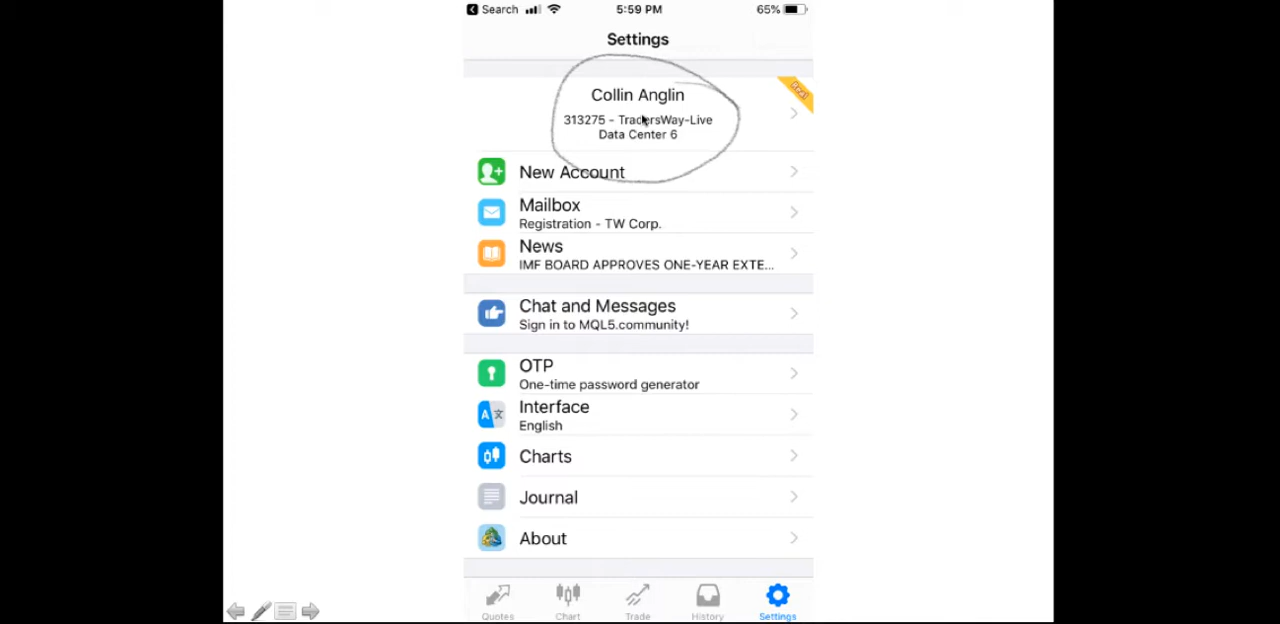 Search
5:59 PM
65%
Settings
Collin Anglin
Real
313275 - TradersWay-Live
Data Center 6
New Account
Mailbox
Registration - TW Corp.
News
IMF BOARD APPROVES ONE-YEAR EXTE...
Chat and Messages
Sign in to MQL5.community!
OTP
One-time password generator
Interface
English
Charts
Journal
About
Quotes
Chart
Trade
History
Settings